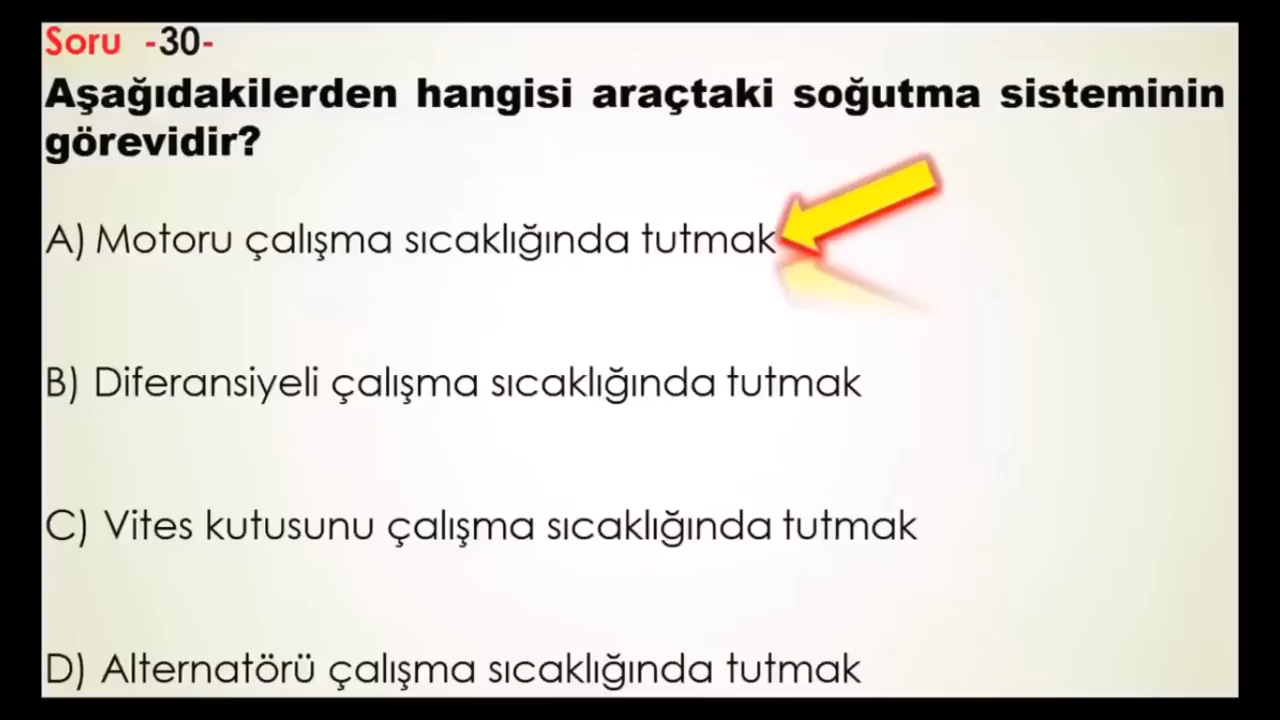 Soru -30-
Aşağıdakilerden hangisi araçtaki soğutma sisteminin
görevidir?
A) Motoru çalışma sıcaklığında tutmak
B) Diferansiyeli çalışma sıcaklığında tutmak
C) Vites kutusunu çalışma sıcaklığında tutmak
D) Alternatörü çalışma sıcaklığında tutmak